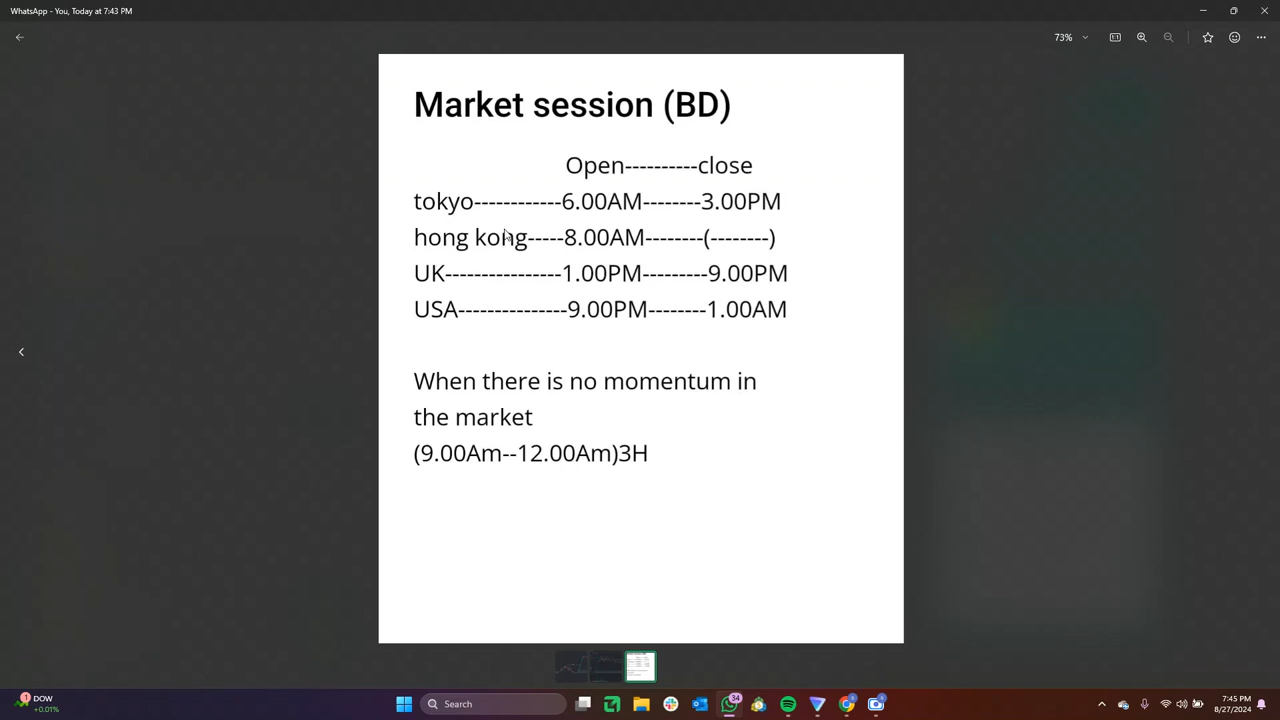 WhatsApp - You, Today at 7:43 PM
73%
Market session (BD)
Open----------close
tokyo------------6.00AM--------3.00PM
hong kong-----8.00AM--------(--------)
UK----------------1.00PM---------9.00PM
USA---------------9.00PM--------1.00AM
When there is no momentum in
the market
(9.00Am--12.00Am)3H
1
DOW
+0.01%
Search
34
7:45 PM
8/27/2024